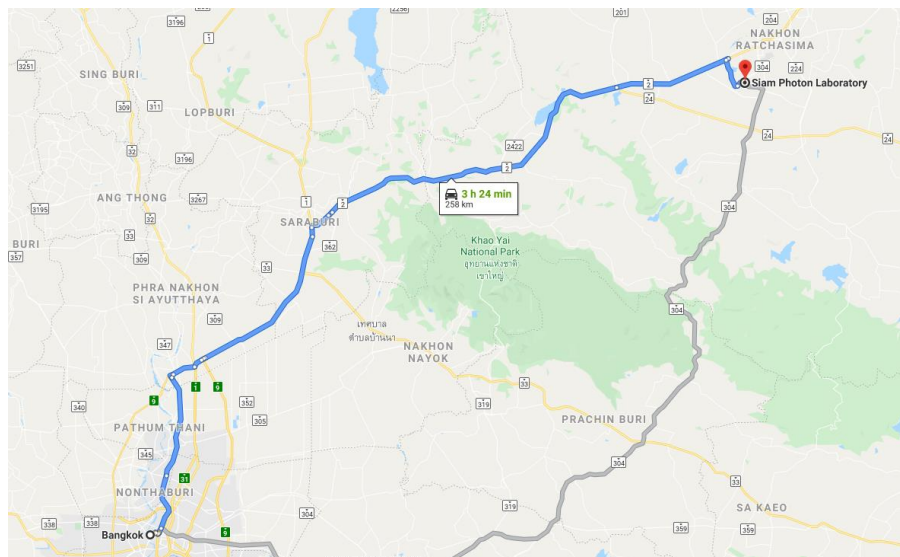 2256
201
204
3196
1
NAKHON
RATCHASIMA
3251
SING BURI
304
224
Siam Photon Laboratory
2
309
311
LOPBURI
24
32
2422
24
3196
2
3 h 24 min
258 km
ANG THONG
3267
1
2
3195
32
SARABURI
304
33
362
Khao Yai
National Park
อุทยานแห่งชาติ
เขาใหญ่
BURI
357
309
33
PHRA NAKHON
SI AYUTTHAYA
309
304
เทศบาล
ตำบลบ้านนา
347
NAKHON
NAYOK
1
9
33
9
340
352
319
305
PRACHIN BURI
PATHUM THANI
345
304
31
33
NONTHABURI
319
SA KAEO
338
338
304
359
359
Bangkok
9